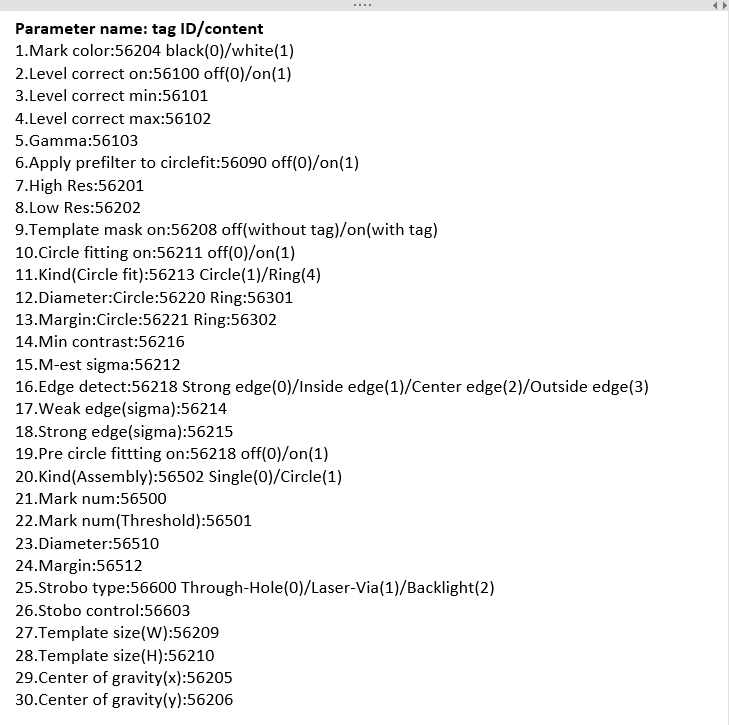 Parameter name: tag ID/content
1.Mark color:56204 black(0)/white(1)
2.Level correct on:56100 off(0)/on(1)
3.Level correct min:56101
4.Level correct max:56102
5.Gamma:56103
6.Apply prefilter to circlefit:56090 off(0)/on(1)
7.High Res:56201
8.Low Res:56202
9.Template mask on:56208 off(without tag)/on(with tag)
10.Circle fitting on:56211 off(0)/on(1)
11.Kind(Circle fit):56213 Circle(1)/Ring(4)
12.Diameter:Circle:56220 Ring:56301
13.Margin:Circle:56221 Ring:56302
14.Min contrast:56216
15.M-est sigma:56212
16.Edge detect:56218 Strong edge(0)/Inside edge(1)/Center edge(2)/Outside edge(3)
17.Weak edge(sigma):56214
18.Strong edge(sigma):56215
19.Pre circle fittting on:56218 off(0)/on(1)
20.Kind(Assembly):56502 Single(0)/Circle(1)
21.Mark num:56500
22.Mark num(Threshold):56501
23.Diameter:56510
24.Margin:56512
25.Strobo type:56600 Through-Hole(0)/Laser-Via(1)/Backlight(2)
26.Stobo control:56603
27.Template size(W):56209
28.Template size(H):56210
29.Center of gravity(x):56205
30.Center of gravity(y):56206